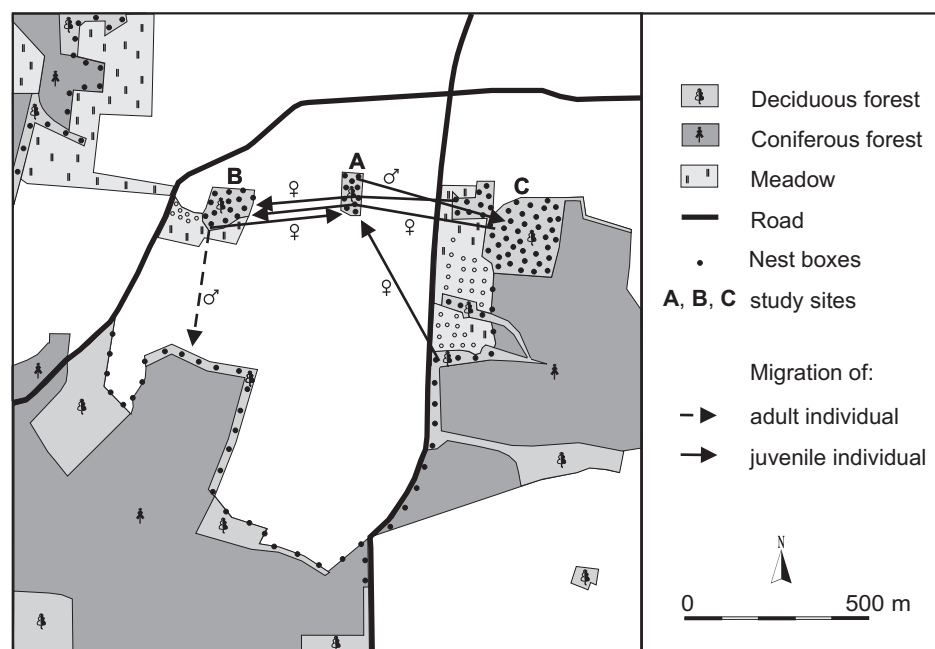 A
B
C
♂
♀
♀
♀
♀
♂
Deciduous forest
Coniferous forest
Meadow
Road
Nest boxes
A, B, C study sites
Migration of:
adult individual
juvenile individual
N
0 500 m